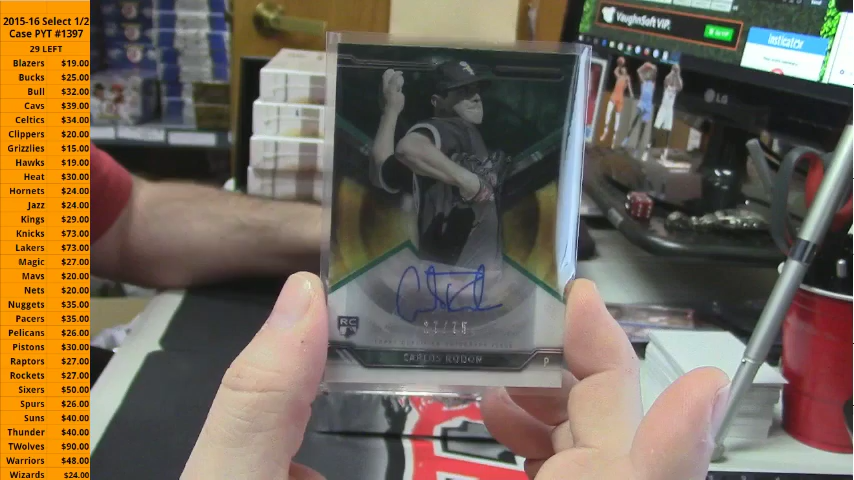 2015-16 Select 1/2
Case PYT #1397
29 LEFT
Blazers $19.00
Bucks $25.00
Bull $32.00
Cavs $39.00
Celtics $34.00
Clippers $20.00
Grizzlies $15.00
Hawks $19.00
Heat $30.00
Hornets $24.00
Jazz $24.00
Kings $29.00
Knicks $73.00
Lakers $73.00
Magic $27.00
Mavs $20.00
Nets $20.00
Nuggets $35.00
Pacers $35.00
Pelicans $26.00
Pistons $30.00
Raptors $27.00
Rockets $27.00
Sixers $50.00
Spurs $26.00
Suns $40.00
Thunder $40.00
TWolves $90.00
Warriors $48.00
Wizards $24.00
VaughnSoft VIP.
insticatch
LG
RC
CARLOS RODON
P